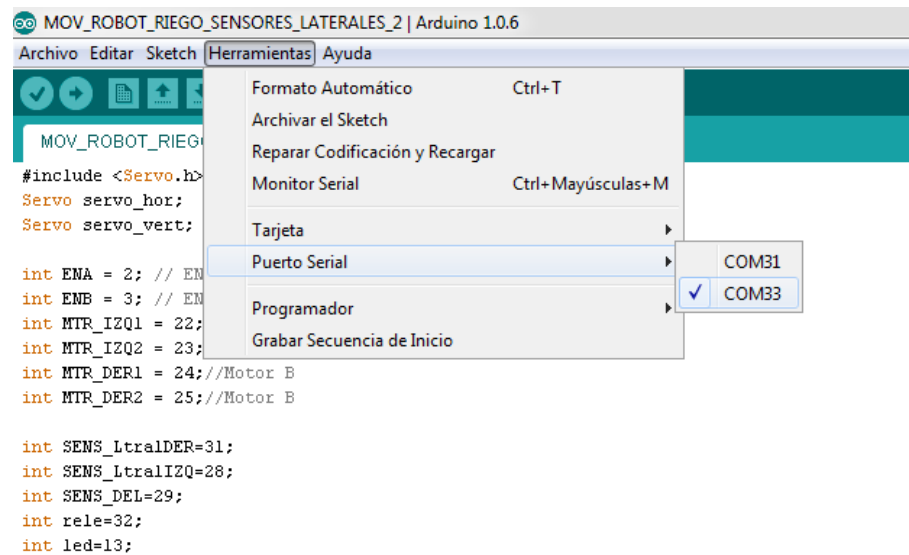 MOV_ROBOT_RIEGO_SENSORES_LATERALES_2 | Arduino 1.0.6
Archivo Editar Sketch Herramientas Ayuda
Formato Automático Ctrl+T
Archivar el Sketch
Reparar Codificación y Recargar
Monitor Serial Ctrl+Mayúsculas+M
Tarjeta
Puerto Serial
COM31
COM33
Programador
Grabar Secuencia de Inicio
MOV_ROBOT_RIEG
#include <Servo.h>
Servo servo_hor;
Servo servo_vert;
int ENA = 2; // EN
int ENB = 3; // EN
int MTR_IZQ1 = 22;
int MTR_IZQ2 = 23;
int MTR_DER1 = 24;//Motor B
int MTR_DER2 = 25;//Motor B
int SENS_LtralDER=31;
int SENS_LtralIZQ=28;
int SENS_DEL=29;
int rele=32;
int led=13;